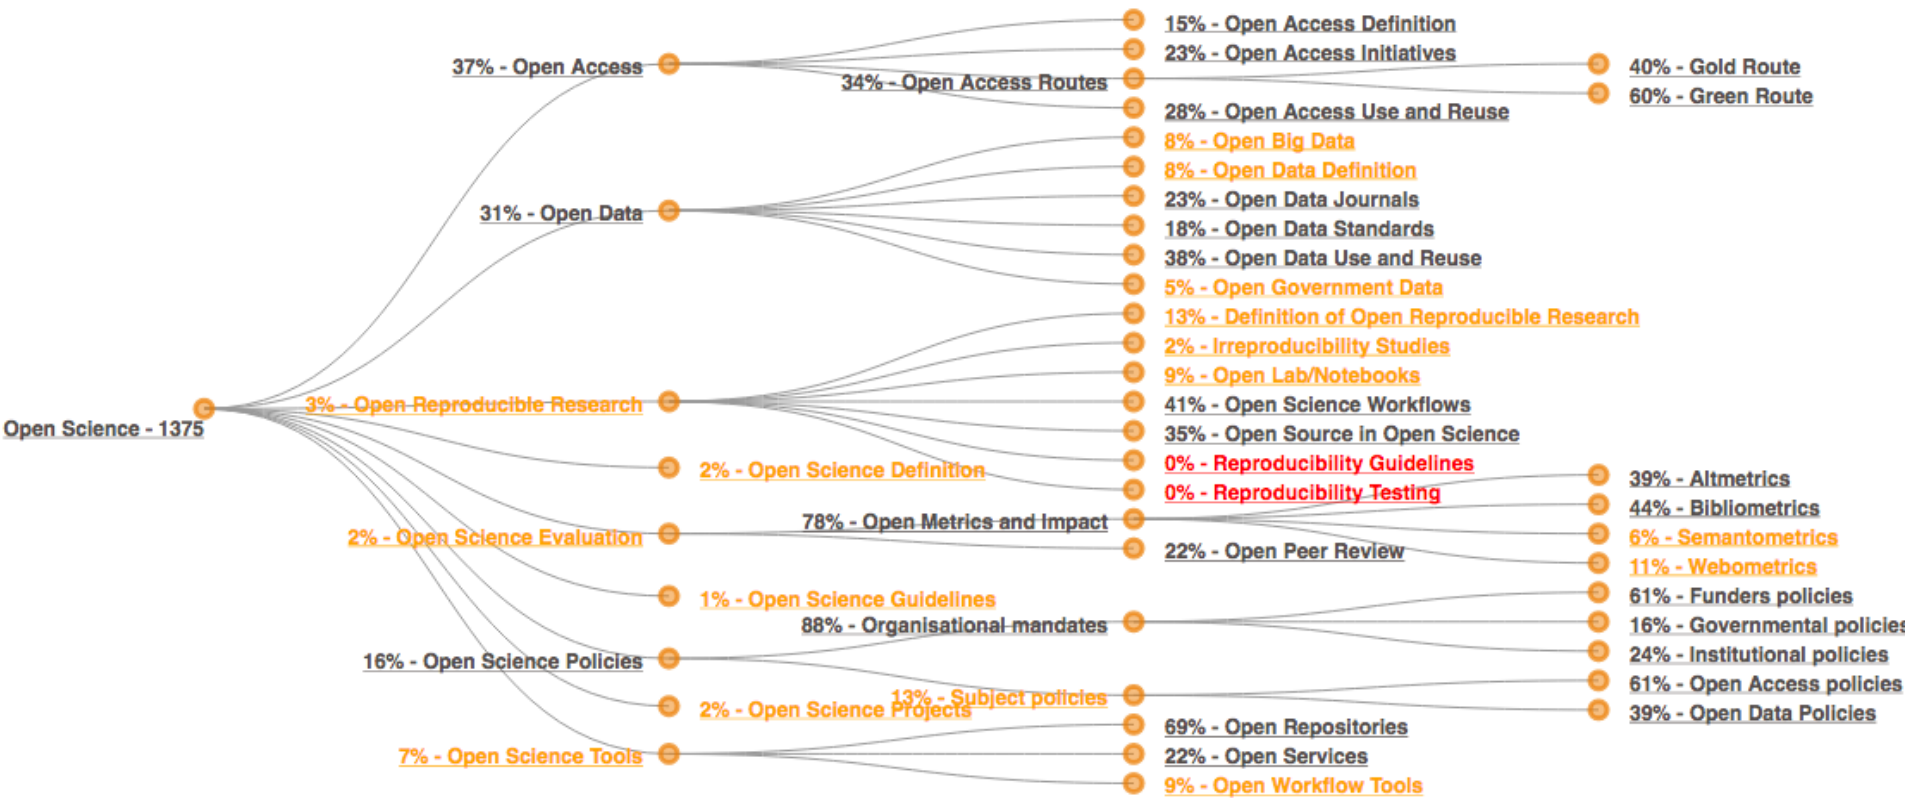 15% - Open Access Definition
37% - Open Access
23% - Open Access Initiatives
34% - Open Access Routes
40% - Gold Route
60% - Green Route
28% - Open Access Use and Reuse
8% - Open Big Data
8% - Open Data Definition
31% - Open Data
23% - Open Data Journals
18% - Open Data Standards
38% - Open Data Use and Reuse
5% - Open Government Data
13% - Definition of Open Reproducible Research
2% - Irreproducibility Studies
9% - Open Lab/Notebooks
Open Science - 1375
3% - Open Reproducible Research
41% - Open Science Workflows
35% - Open Source in Open Science
0% - Reproducibility Guidelines
0% - Reproducibility Testing
2% - Open Science Definition
2% - Open Science Evaluation
78% - Open Metrics and Impact
39% - Altmetrics
44% - Bibliometrics
6% - Semantometrics
11% - Webometrics
22% - Open Peer Review
1% - Open Science Guidelines
16% - Open Science Policies
88% - Organisational mandates
61% - Funders policies
16% - Governmental policies
24% - Institutional policies
13% - Subject policies
61% - Open Access policies
39% - Open Data Policies
2% - Open Science Projects
7% - Open Science Tools
69% - Open Repositories
22% - Open Services
9% - Open Workflow Tools